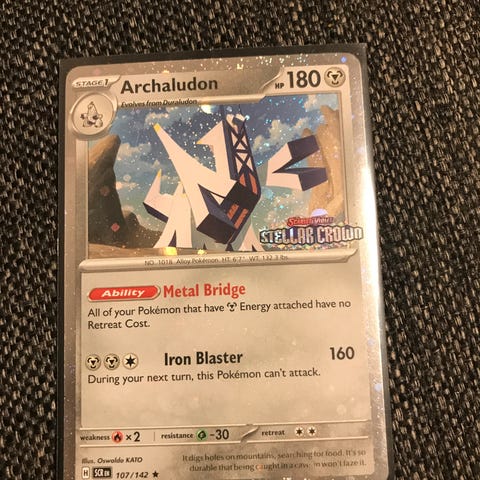 STAGE 1
Archaludon
HP 180
Evolves from Duraludon
SCARLET & VIOLET
STELLAR CROWN
NO. 1018 Alloy Pokémon HT: 6'7" WT: 132.3 lbs.
Ability Metal Bridge
All of your Pokémon that have Energy attached have no
Retreat Cost.
Iron Blaster 160
During your next turn, this Pokémon can't attack.
weakness ×2 resistance -30 retreat
Illus. Oswaldo KATO
It digs holes on mountains, searching for food. It's so
durable that being caught in a cave-in won't faze it.
H SCR EN 107/142 ★